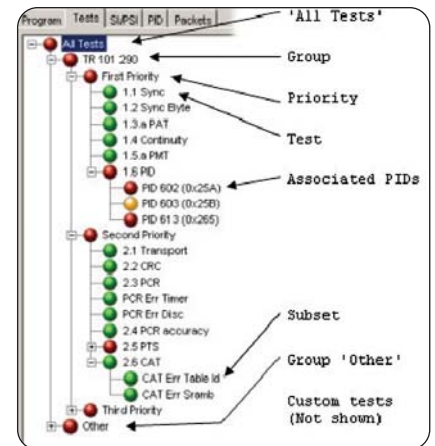 Program Tests SI/PSI PID Packets
'All Tests'
All Tests
TR 101 290
Group
First Priority
Priority
1.1 Sync
1.2 Sync Byte
Test
1.3.a PAT
1.4 Continuity
1.5.a PMT
1.6 PID
Associated PIDs
PID 602 (0x25A)
PID 603 (0x25B)
PID 613 (0x265)
Second Priority
2.1 Transport
2.2 CRC
2.3 PCR
PCR Err Timer
PCR Err Disc
Subset
2.4 PCR accuracy
2.5 PTS
2.6 CAT
Group 'Other'
CAT Err Table Id
CAT Err Sramb
Custom tests
(Not shown)
Third Priority
Other